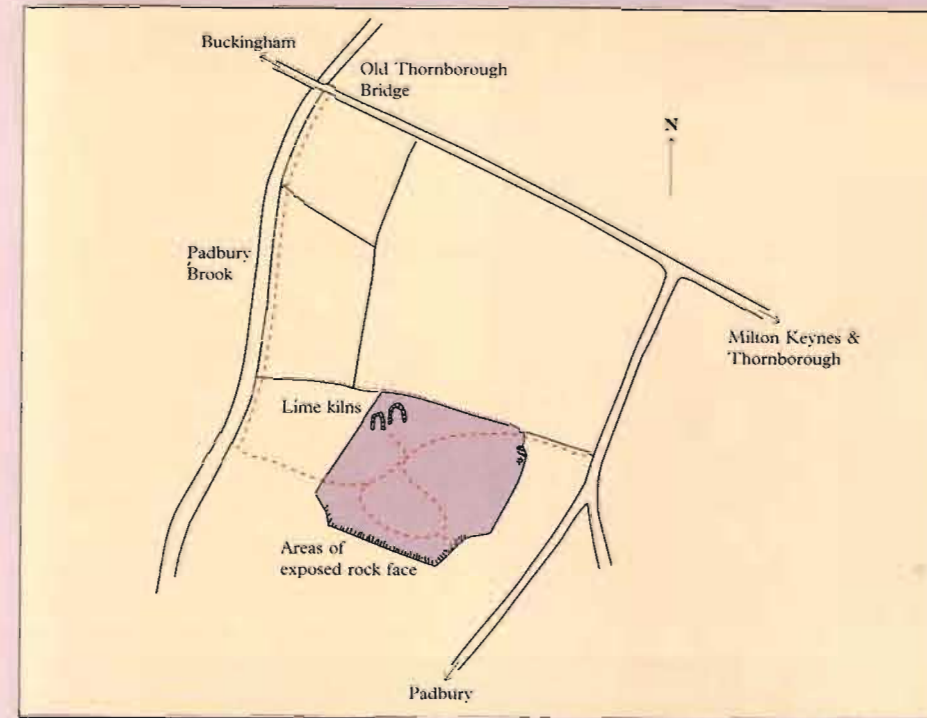 Buckingham
Old Thornborough
Bridge
N
Padbury
Brook
Milton Keynes &
Thornborough
Lime kilns
Areas of
exposed rock face
Padbury